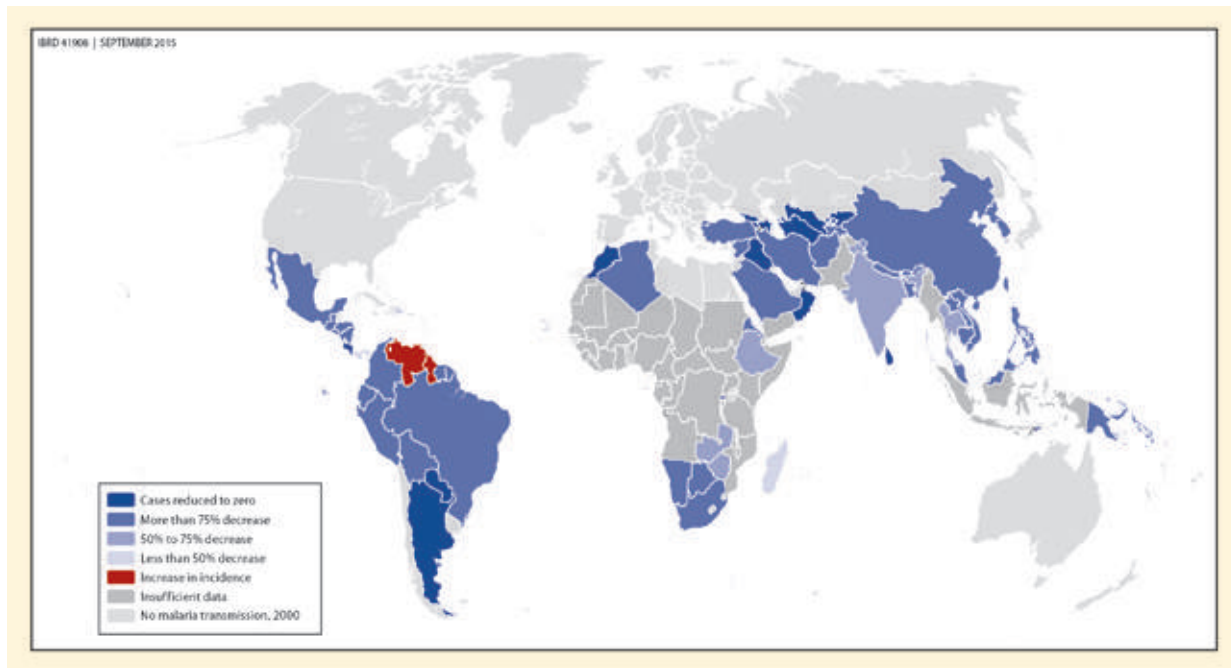 IBRD 41908 | SEPTEMBER 2015
Cases reduced to zero
More than 75% decrease
50% to 75% decrease
Less than 50% decrease
Increase in incidence
Insufficient data
No malaria transmission, 2000